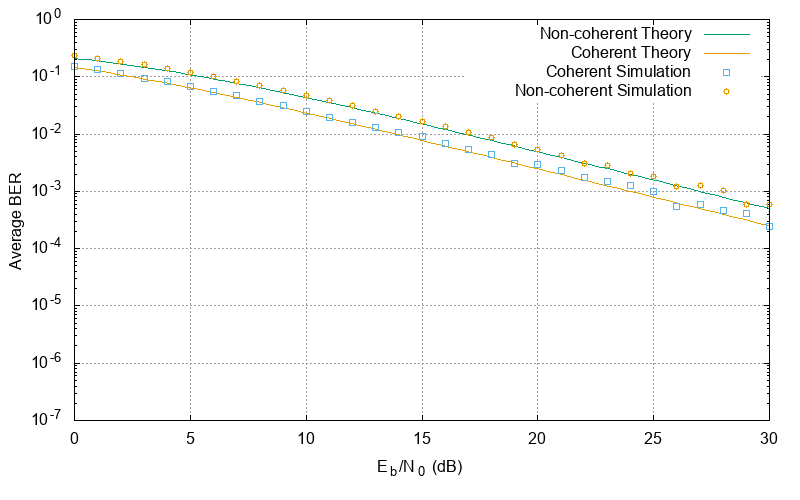 10^0
10^-1
10^-2
10^-3
10^-4
10^-5
10^-6
10^-7
Average BER
Non-coherent Theory
Coherent Theory
Coherent Simulation
Non-coherent Simulation
0 5 10 15 20 25 30
E_b/N_0 (dB)